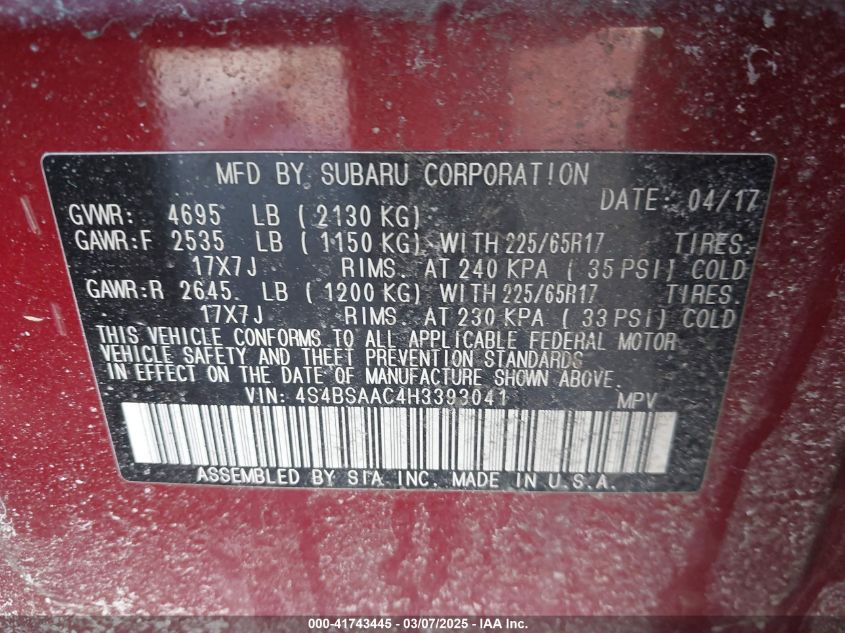 MFD BY SUBARU CORPORATION
DATE: 04/17
GVWR: 4695 LB ( 2130 KG)
GAWR:F 2535 LB ( 1150 KG) WITH 225/65R17 TIRES.
17X7J RIMS. AT 240 KPA ( 35 PSI) COLD
GAWR:R 2645 LB ( 1200 KG) WITH 225/65R17 TIRES.
17X7J RIMS. AT 230 KPA ( 33 PSI) COLD
THIS VEHICLE CONFORMS TO ALL APPLICABLE FEDERAL MOTOR
VEHICLE SAFETY AND THEFT PREVENTION STANDARDS
IN EFFECT ON THE DATE OF MANUFACTURE SHOWN ABOVE.
VIN: 4S4BSAAC4H3393041 MPV
ASSEMBLED BY SIA INC. MADE IN U.S.A.
000-41743445 - 03/07/2025 - IAA Inc.